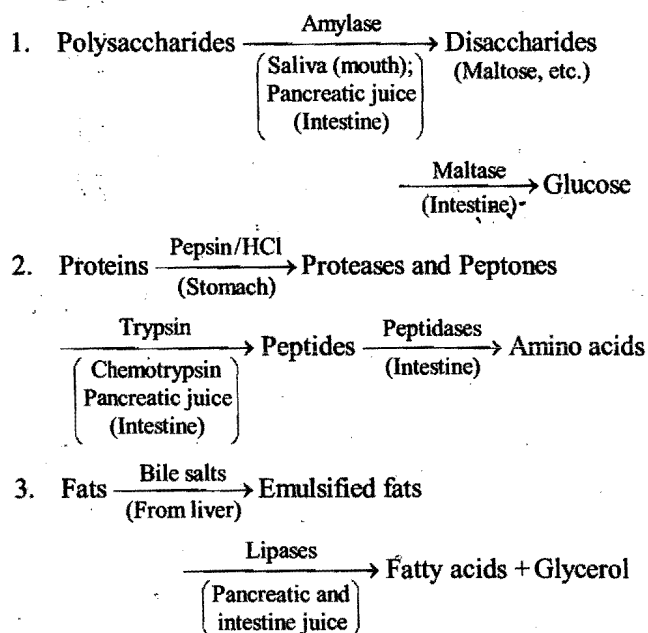 Amylase
1. Polysaccharides → Disaccharides
(Saliva (mouth); (Maltose, etc.)
Pancreatic juice
(Intestine))
Maltase
→ Glucose
(Intestine)
Pepsin/HCl
2. Proteins → Proteases and Peptones
(Stomach)
Trypsin Peptidases
→ Peptides → Amino acids
(Chemotrypsin (Intestine)
Pancreatic juice
(Intestine))
Bile salts
3. Fats → Emulsified fats
(From liver)
Lipases
→ Fatty acids + Glycerol
(Pancreatic and
intestine juice)